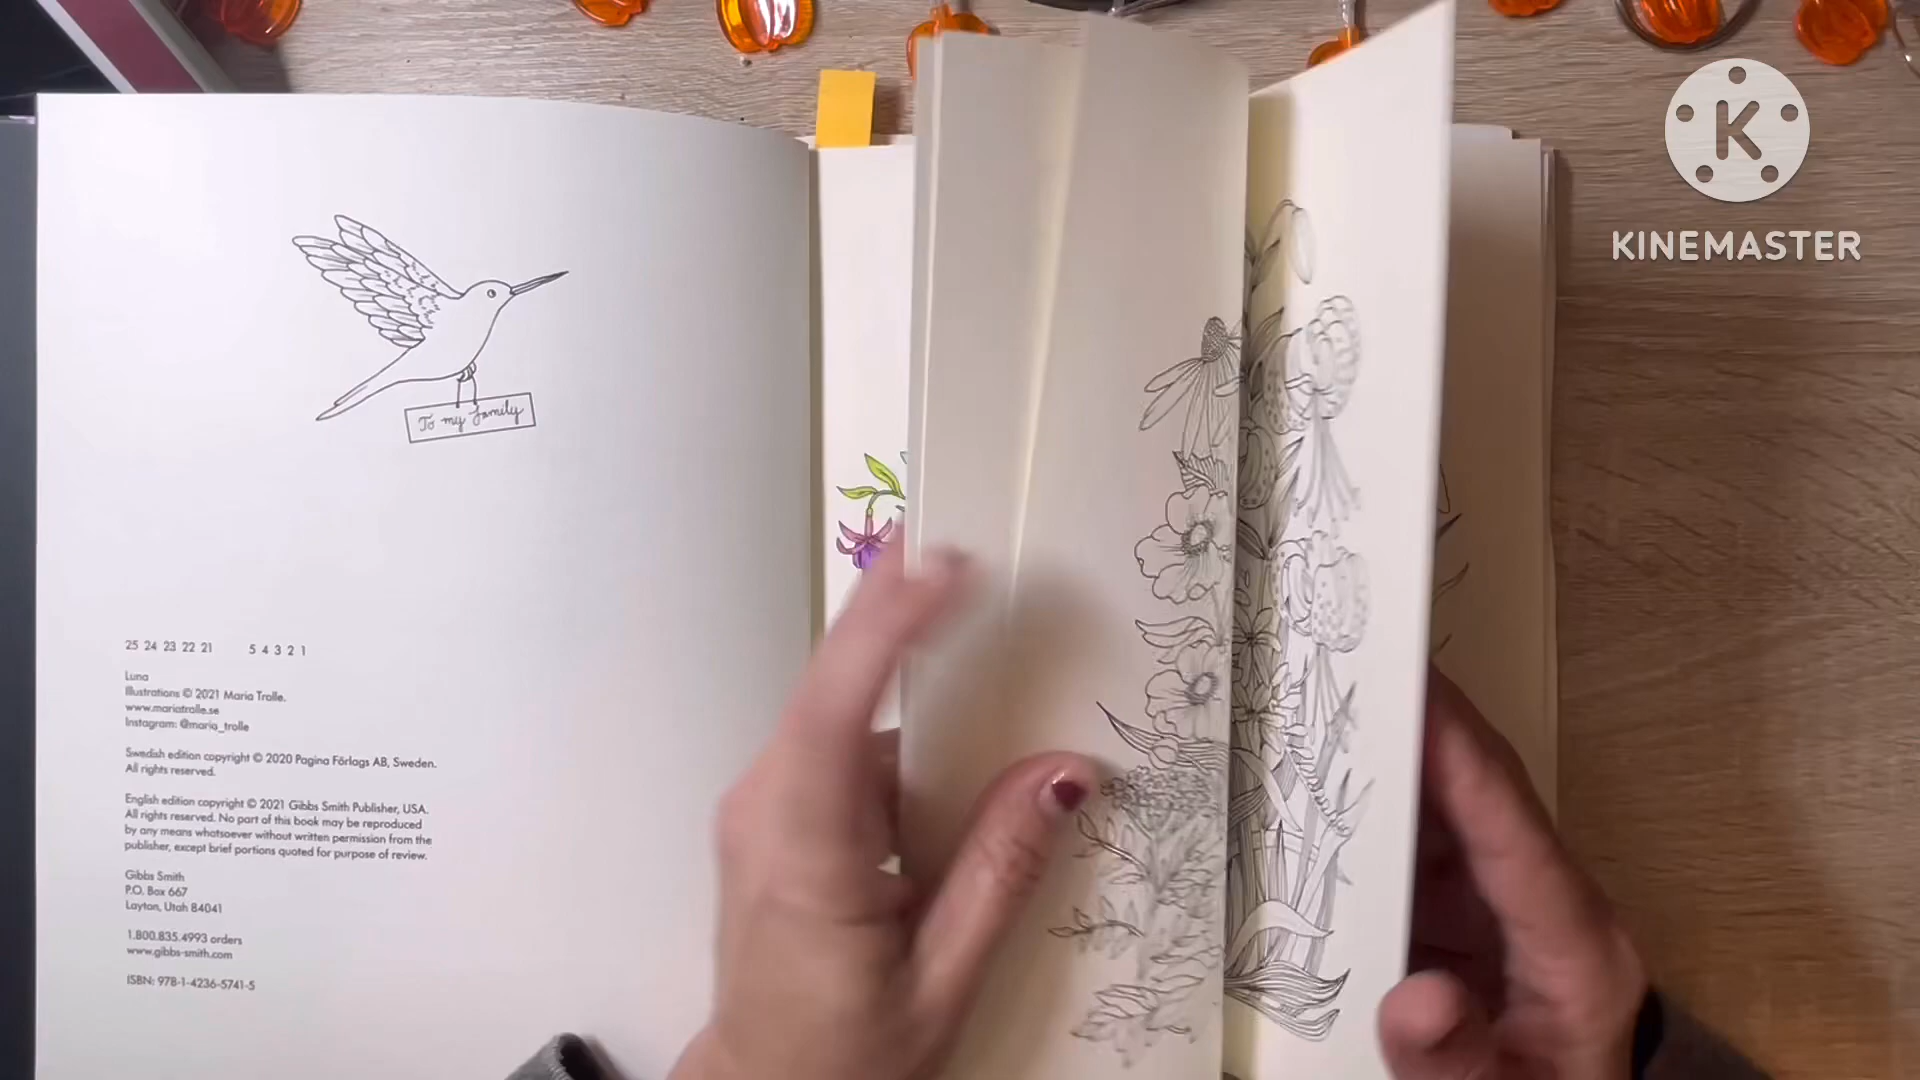 K
KINEMASTER
To my family
25 24 23 22 21 5 4 3 2 1
Luna
Illustrations © 2021 Maria Trolle.
www.mariatrolle.se
Instagram: @maria_trolle
Swedish edition copyright © 2020 Pagina Förlags AB, Sweden.
All rights reserved.
English edition copyright © 2021 Gibbs Smith Publisher, USA.
All rights reserved. No part of this book may be reproduced
by any means whatsoever without written permission from the
publisher, except brief portions quoted for purpose of review.
Gibbs Smith
P.O. Box 667
Layton, Utah 84041
1.800.835.4993 orders
www.gibbs-smith.com
ISBN: 978-1-4236-5741-5